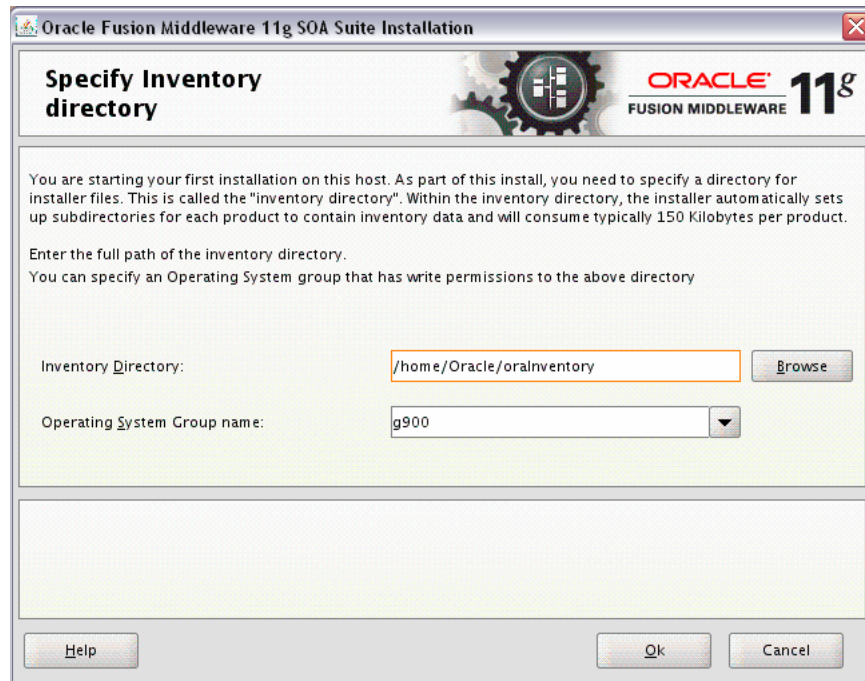 Oracle Fusion Middleware 11g SOA Suite Installation
Specify Inventory
directory
ORACLE
FUSION MIDDLEWARE 11g
You are starting your first installation on this host. As part of this install, you need to specify a directory for
installer files. This is called the "inventory directory". Within the inventory directory, the installer automatically sets
up subdirectories for each product to contain inventory data and will consume typically 150 Kilobytes per product.
Enter the full path of the inventory directory.
You can specify an Operating System group that has write permissions to the above directory
Inventory Directory: /home/Oracle/oraInventory Browse
Operating System Group name: g900
Help Ok Cancel